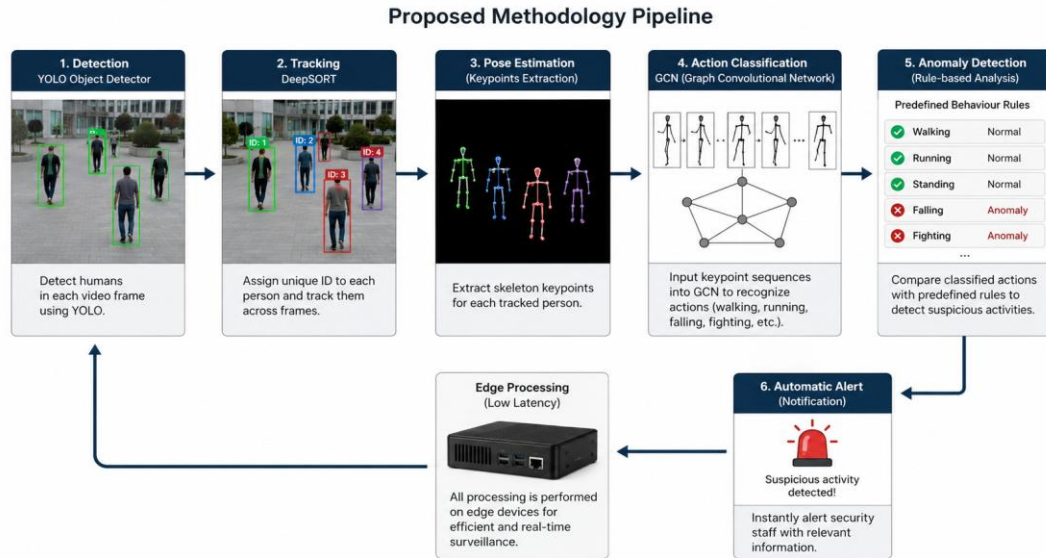 Proposed Methodology Pipeline
1. Detection
YOLO Object Detector
Detect humans
in each video frame
using YOLO.
2. Tracking
DeepSORT
ID: 1
ID: 2
ID: 4
ID: 3
Assign unique ID to each
person and track them
across frames.
3. Pose Estimation
(Keypoints Extraction)
Extract skeleton keypoints
for each tracked person.
4. Action Classification
GCN (Graph Convolutional Network)
Input keypoint sequences
into GCN to recognize
actions (walking, running,
falling, fighting, etc.).
5. Anomaly Detection
(Rule-based Analysis)
Predefined Behaviour Rules
Walking Normal
Running Normal
Standing Normal
Falling Anomaly
Fighting Anomaly
...
Compare classified actions
with predefined rules to
detect suspicious activities.
Edge Processing
(Low Latency)
All processing is performed
on edge devices for
efficient and real-time
surveillance.
6. Automatic Alert
(Notification)
Suspicious activity
detected!
Instantly alert security
staff with relevant
information.